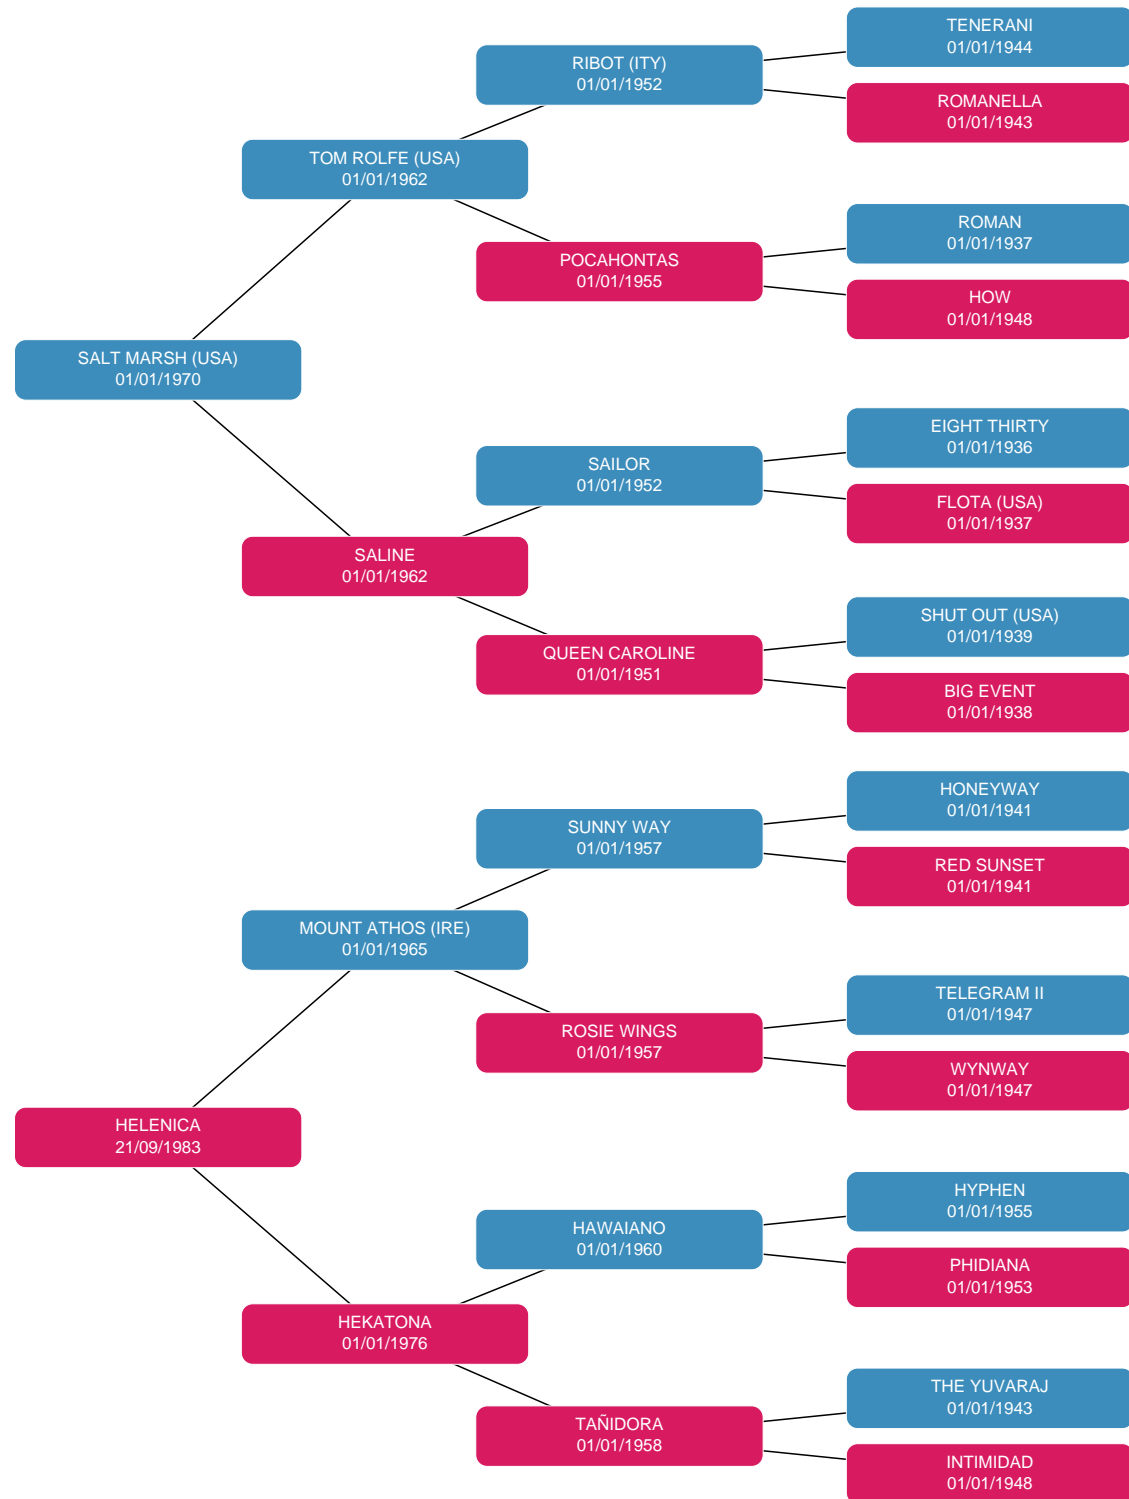 TENERANI
01/01/1944
RIBOT (ITY)
01/01/1952
ROMANELLA
01/01/1943
TOM ROLFE (USA)
01/01/1962
ROMAN
01/01/1937
POCAHONTAS
01/01/1955
HOW
01/01/1948
SALT MARSH (USA)
01/01/1970
EIGHT THIRTY
01/01/1936
SAILOR
01/01/1952
FLOTA (USA)
01/01/1937
SALINE
01/01/1962
SHUT OUT (USA)
01/01/1939
QUEEN CAROLINE
01/01/1951
BIG EVENT
01/01/1938
HONEYWAY
01/01/1941
SUNNY WAY
01/01/1957
RED SUNSET
01/01/1941
MOUNT ATHOS (IRE)
01/01/1965
TELEGRAM II
01/01/1947
ROSIE WINGS
01/01/1957
WYNWAY
01/01/1947
HELENICA
21/09/1983
HYPHEN
01/01/1955
HAWAIANO
01/01/1960
PHIDIANA
01/01/1953
HEKATONA
01/01/1976
THE YUVARAJ
01/01/1943
TAÑIDORA
01/01/1958
INTIMIDAD
01/01/1948